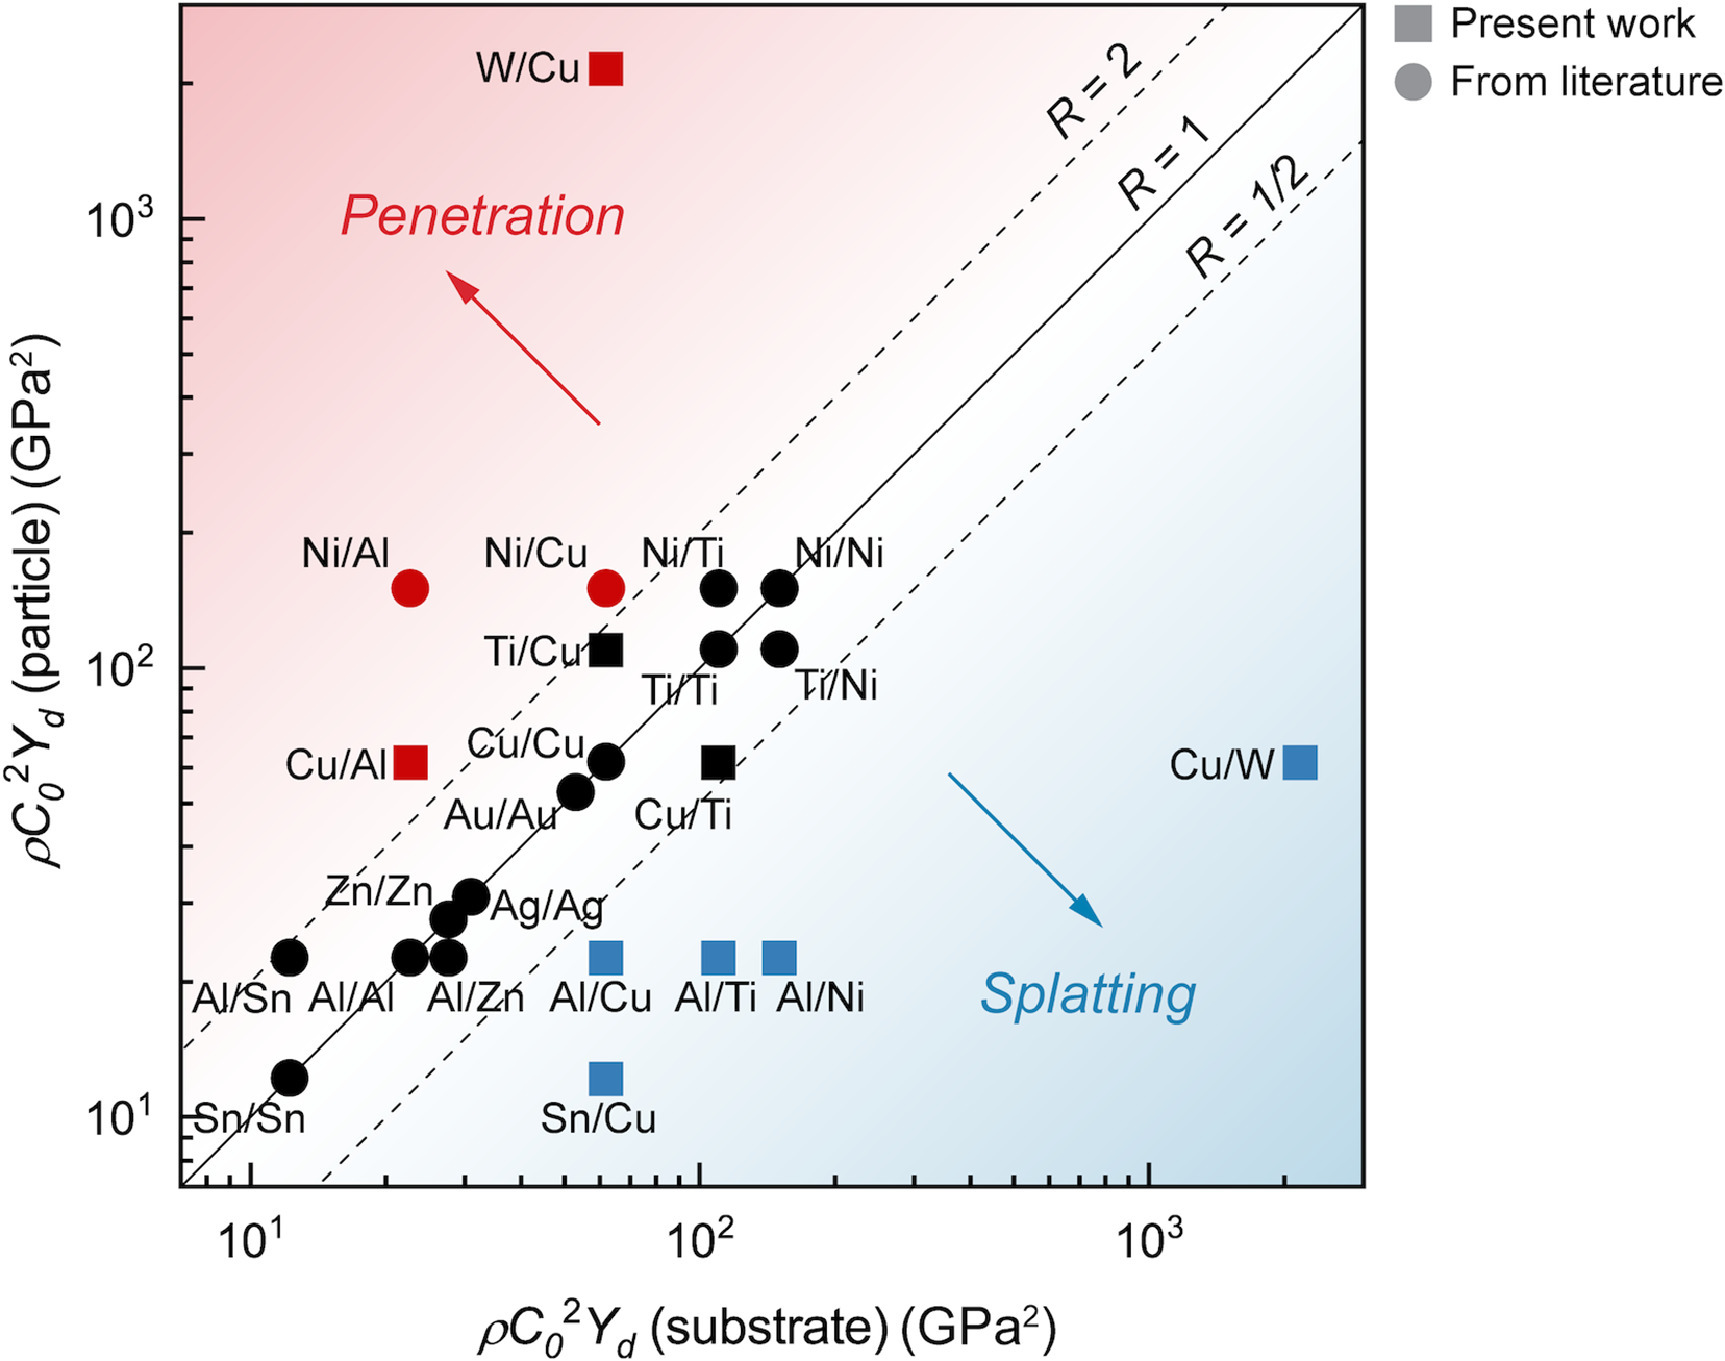 Present work
From literature
W/Cu
R = 2
R = 1
R = 1/2
Penetration
10³
Ni/Al
Ni/Cu
Ni/Ti
Ni/Ni
Ti/Cu
10²
Ti/Ti
Ti/Ni
Cu/Cu
Cu/Al
Cu/W
Au/Au
Cu/Ti
Zn/Zn
Ag/Ag
Al/Sn
Al/Al
Al/Zn
Al/Cu
Al/Ti
Al/Ni
Splatting
10¹
Sn/Sn
Sn/Cu
10¹
10²
10³
ρC₀²Y_d (particle) (GPa²)
ρC₀²Y_d (substrate) (GPa²)